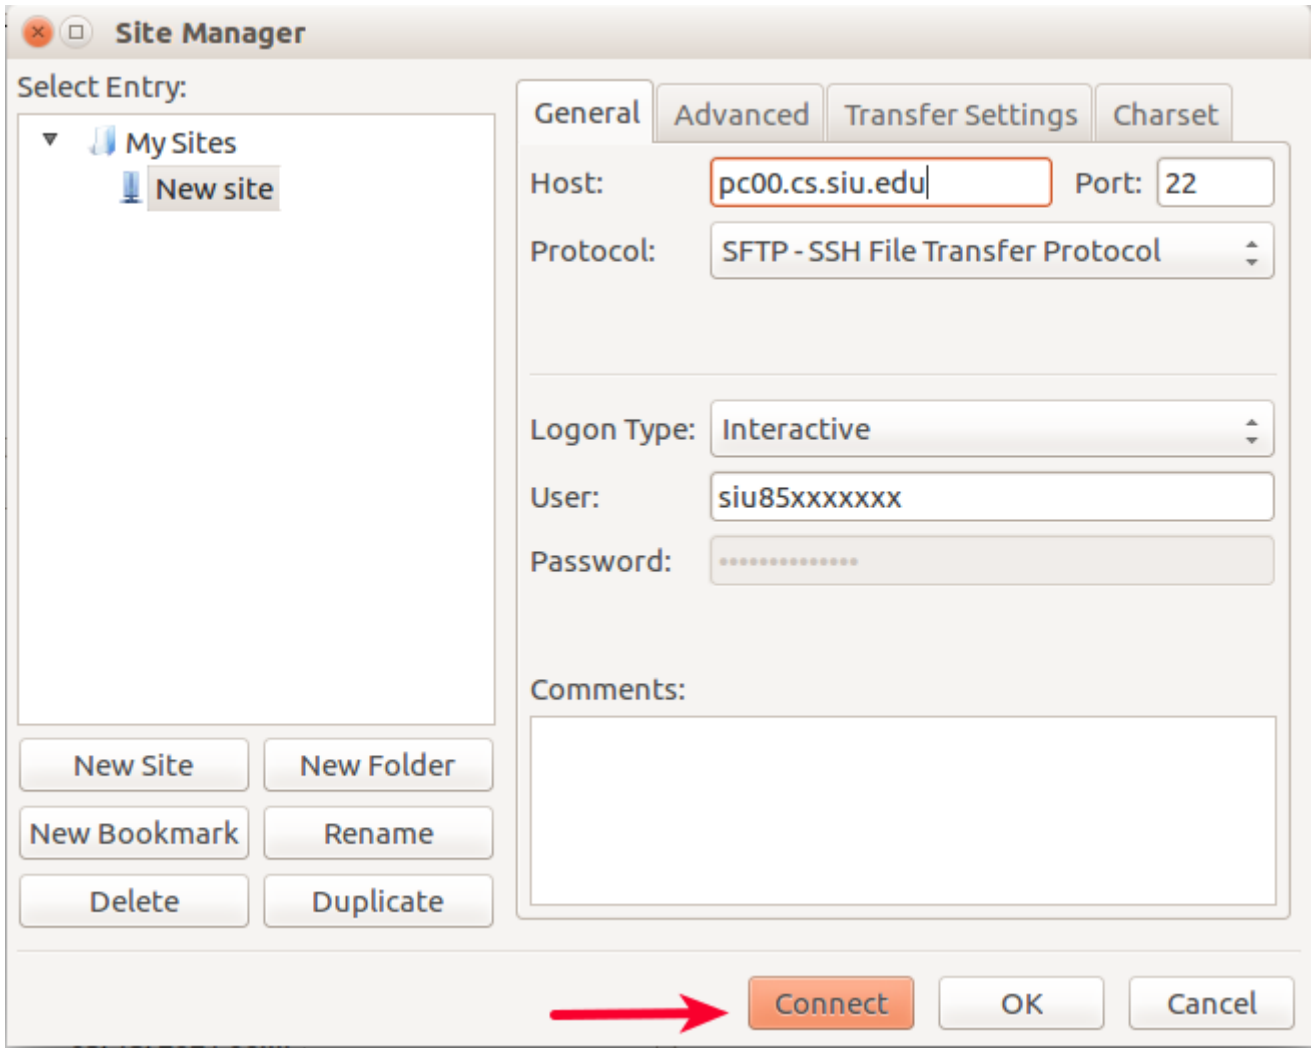 Site Manager
Select Entry:
My Sites
New site
New Site
New Folder
New Bookmark
Rename
Delete
Duplicate
General
Advanced
Transfer Settings
Charset
Host:
pc00.cs.siu.edu
Port:
22
Protocol:
SFTP - SSH File Transfer Protocol
Logon Type:
Interactive
User:
siu85xxxxxxx
Password:
••••••••••••••
Comments:
Connect
OK
Cancel